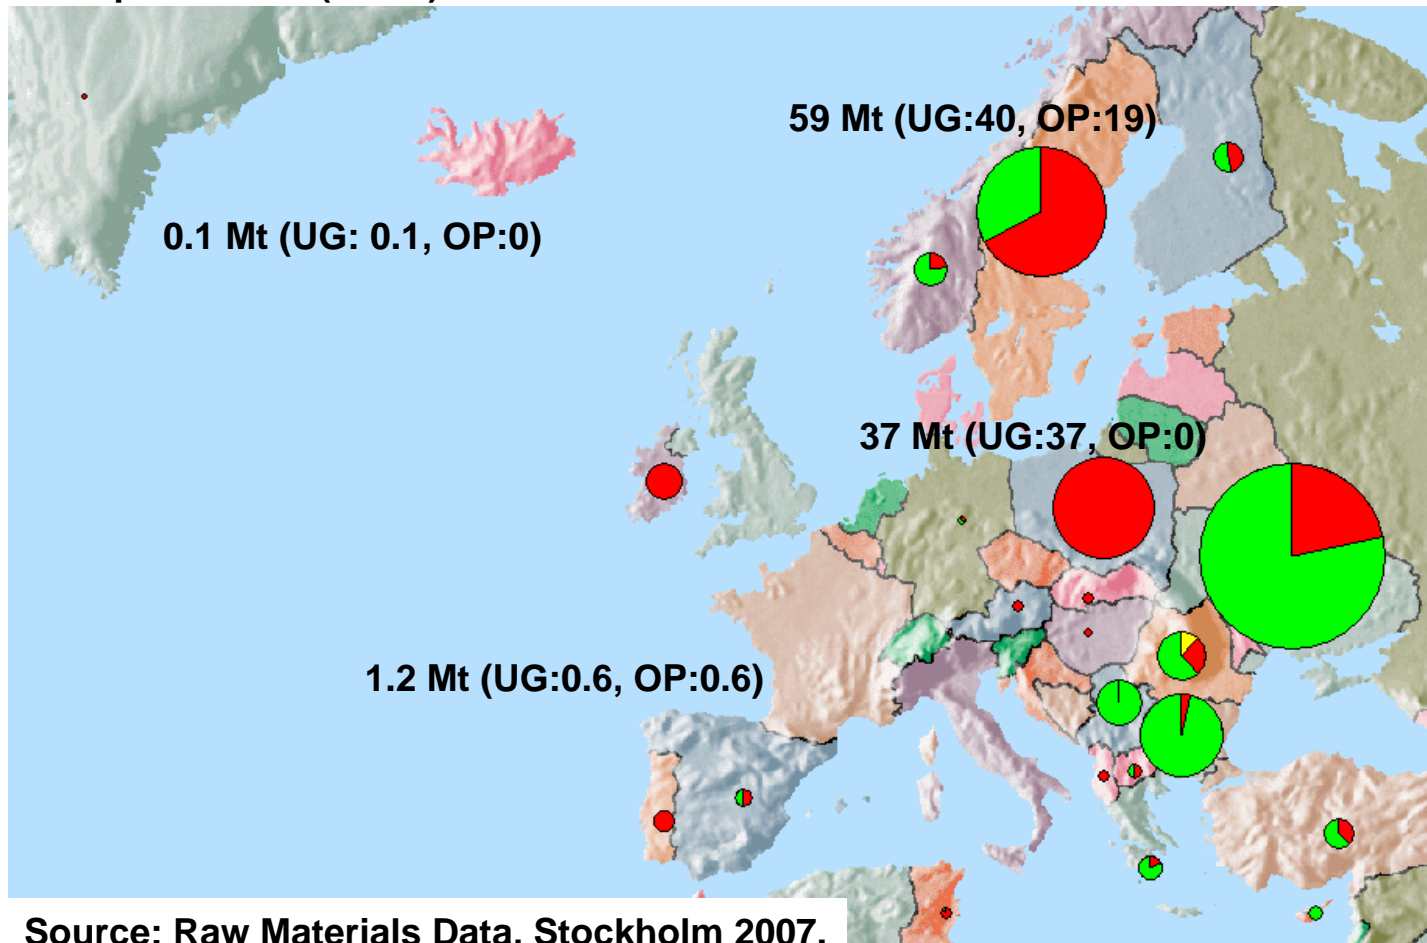 59 Mt (UG:40, OP:19)
0.1 Mt (UG: 0.1, OP:0)
37 Mt (UG:37, OP:0)
1.2 Mt (UG:0.6, OP:0.6)
Source: Raw Materials Data, Stockholm 2007.